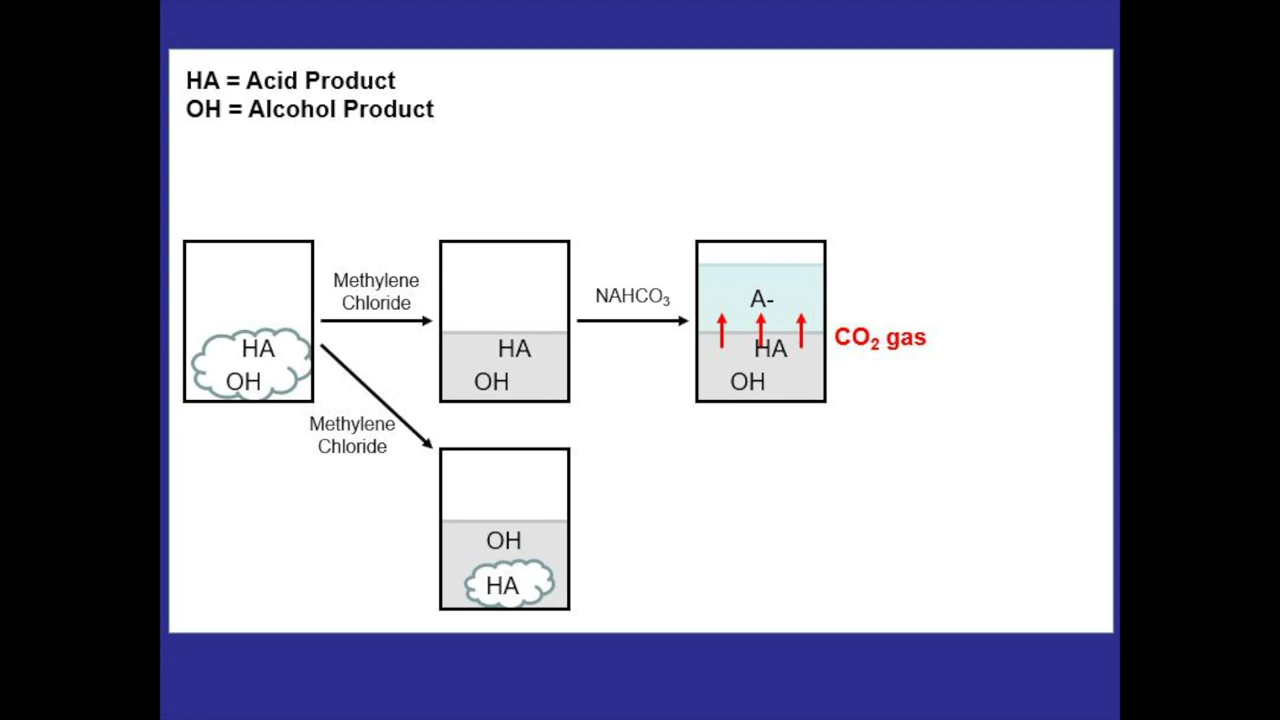 HA = Acid Product
OH = Alcohol Product
Methylene
Chloride
NAHCO₃
A-
CO₂ gas
HA
OH
HA
OH
HA
OH
Methylene
Chloride
OH
HA